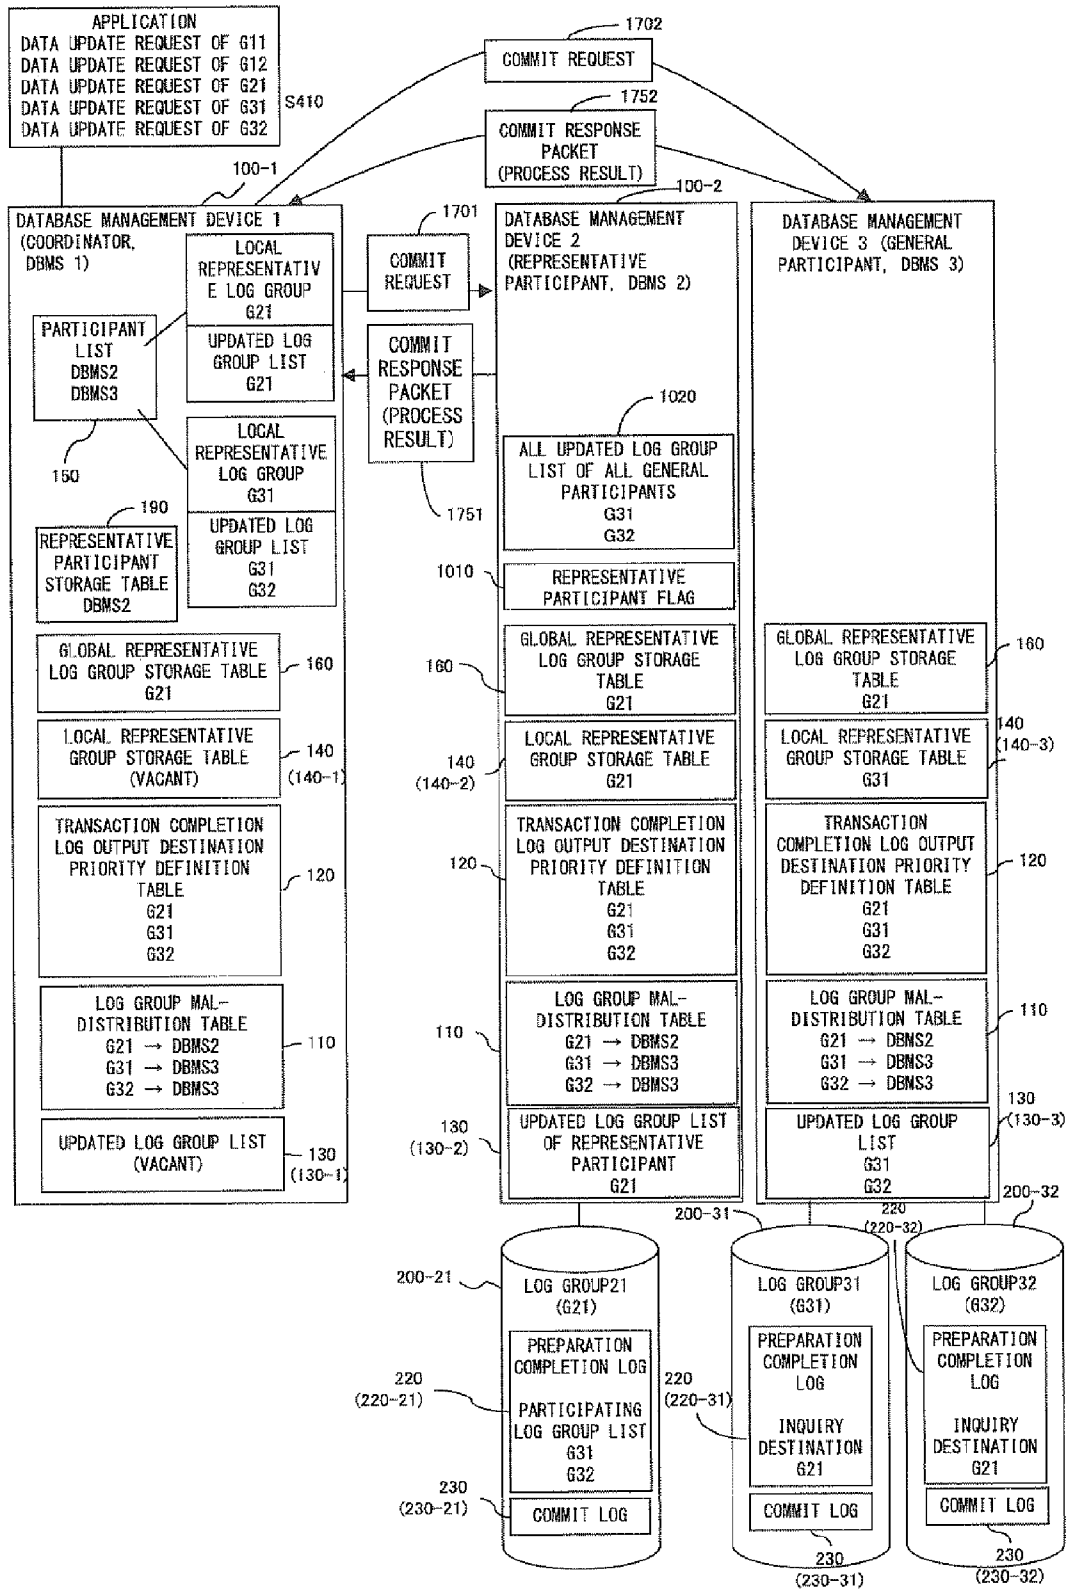 APPLICATION
DATA UPDATE REQUEST OF G11
DATA UPDATE REQUEST OF G12
DATA UPDATE REQUEST OF G21
DATA UPDATE REQUEST OF G31
DATA UPDATE REQUEST OF G32
S410
1702
COMMIT REQUEST
1752
COMMIT RESPONSE
PACKET
(PROCESS RESULT)
100-1
DATABASE MANAGEMENT DEVICE 1
(COORDINATOR,
DBMS 1)
LOCAL
REPRESENTATIV
E LOG GROUP
G21
UPDATED LOG
GROUP LIST
G21
PARTICIPANT
LIST
DBMS2
DBMS3
150
LOCAL
REPRESENTATIVE
LOG GROUP
G31
UPDATED LOG
GROUP LIST
G31
G32
190
REPRESENTATIVE
PARTICIPANT
STORAGE TABLE
DBMS2
GLOBAL REPRESENTATIVE
LOG GROUP STORAGE TABLE
G21
160
LOCAL REPRESENTATIVE
GROUP STORAGE TABLE
(VACANT)
140
(140-1)
TRANSACTION COMPLETION
LOG OUTPUT DESTINATION
PRIORITY DEFINITION
TABLE
G21
G31
G32
120
LOG GROUP MAL-
DISTRIBUTION TABLE
G21 → DBMS2
G31 → DBMS3
G32 → DBMS3
110
UPDATED LOG GROUP LIST
(VACANT)
130
(130-1)
1701
COMMIT
REQUEST
COMMIT
RESPONSE
PACKET
(PROCESS
RESULT)
1751
100-2
DATABASE MANAGEMENT
DEVICE 2
(REPRESENTATIVE
PARTICIPANT, DBMS 2)
1020
ALL UPDATED LOG GROUP
LIST OF ALL GENERAL
PARTICIPANTS
G31
G32
1010
REPRESENTATIVE
PARTICIPANT FLAG
160
GLOBAL REPRESENTATIVE
LOG GROUP STORAGE
TABLE
G21
140
(140-2)
LOCAL REPRESENTATIVE
GROUP STORAGE TABLE
G21
120
TRANSACTION COMPLETION
LOG OUTPUT DESTINATION
PRIORITY DEFINITION
TABLE
G21
G31
G32
110
LOG GROUP MAL-
DISTRIBUTION TABLE
G21 → DBMS2
G31 → DBMS3
G32 → DBMS3
130
(130-2)
UPDATED LOG GROUP LIST
OF REPRESENTATIVE
PARTICIPANT
G21
DATABASE MANAGEMENT
DEVICE 3 (GENERAL
PARTICIPANT, DBMS 3)
GLOBAL REPRESENTATIVE
LOG GROUP STORAGE
TABLE
G21
160
LOCAL REPRESENTATIVE
GROUP STORAGE TABLE
G31
140
(140-3)
TRANSACTION
COMPLETION LOG OUTPUT
DESTINATION PRIORITY
DEFINITION TABLE
G21
G31
G32
120
LOG GROUP MAL-
DISTRIBUTION TABLE
G21 → DBMS2
G31 → DBMS3
G32 → DBMS3
110
UPDATED LOG GROUP
LIST
G31
G32
130
(130-3)
200-21
LOG GROUP21
(G21)
PREPARATION
COMPLETION LOG
PARTICIPATING
LOG GROUP LIST
G31
G32
220
(220-21)
COMMIT LOG
230
(230-21)
200-31
LOG GROUP31
(G31)
PREPARATION
COMPLETION
LOG
INQUIRY
DESTINATION
G21
220
(220-31)
COMMIT LOG
230
(230-31)
200-32
220
(220-32)
LOG GROUP32
(G32)
PREPARATION
COMPLETION
LOG
INQUIRY
DESTINATION
G21
COMMIT LOG
230
(230-32)